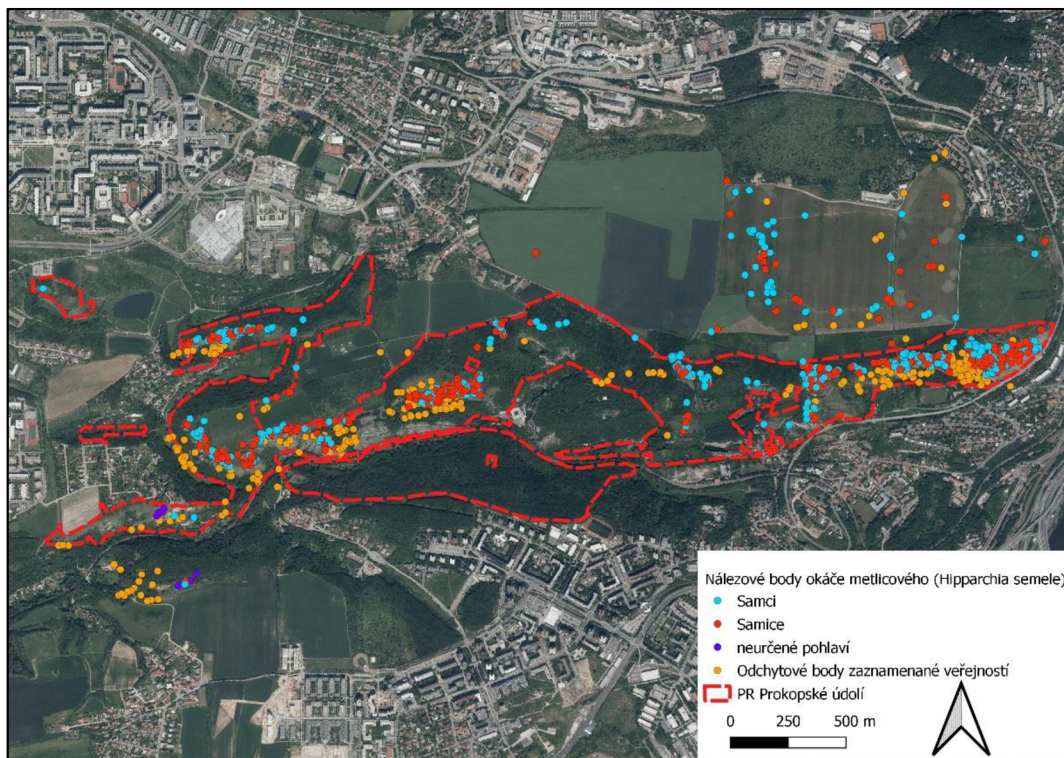 Nálezové body okáče metlicového (Hipparchia semele)
Samci
Samice
neurčené pohlaví
Odchytové body zaznamenané veřejností
PR Prokopské údolí
0 250 500 m